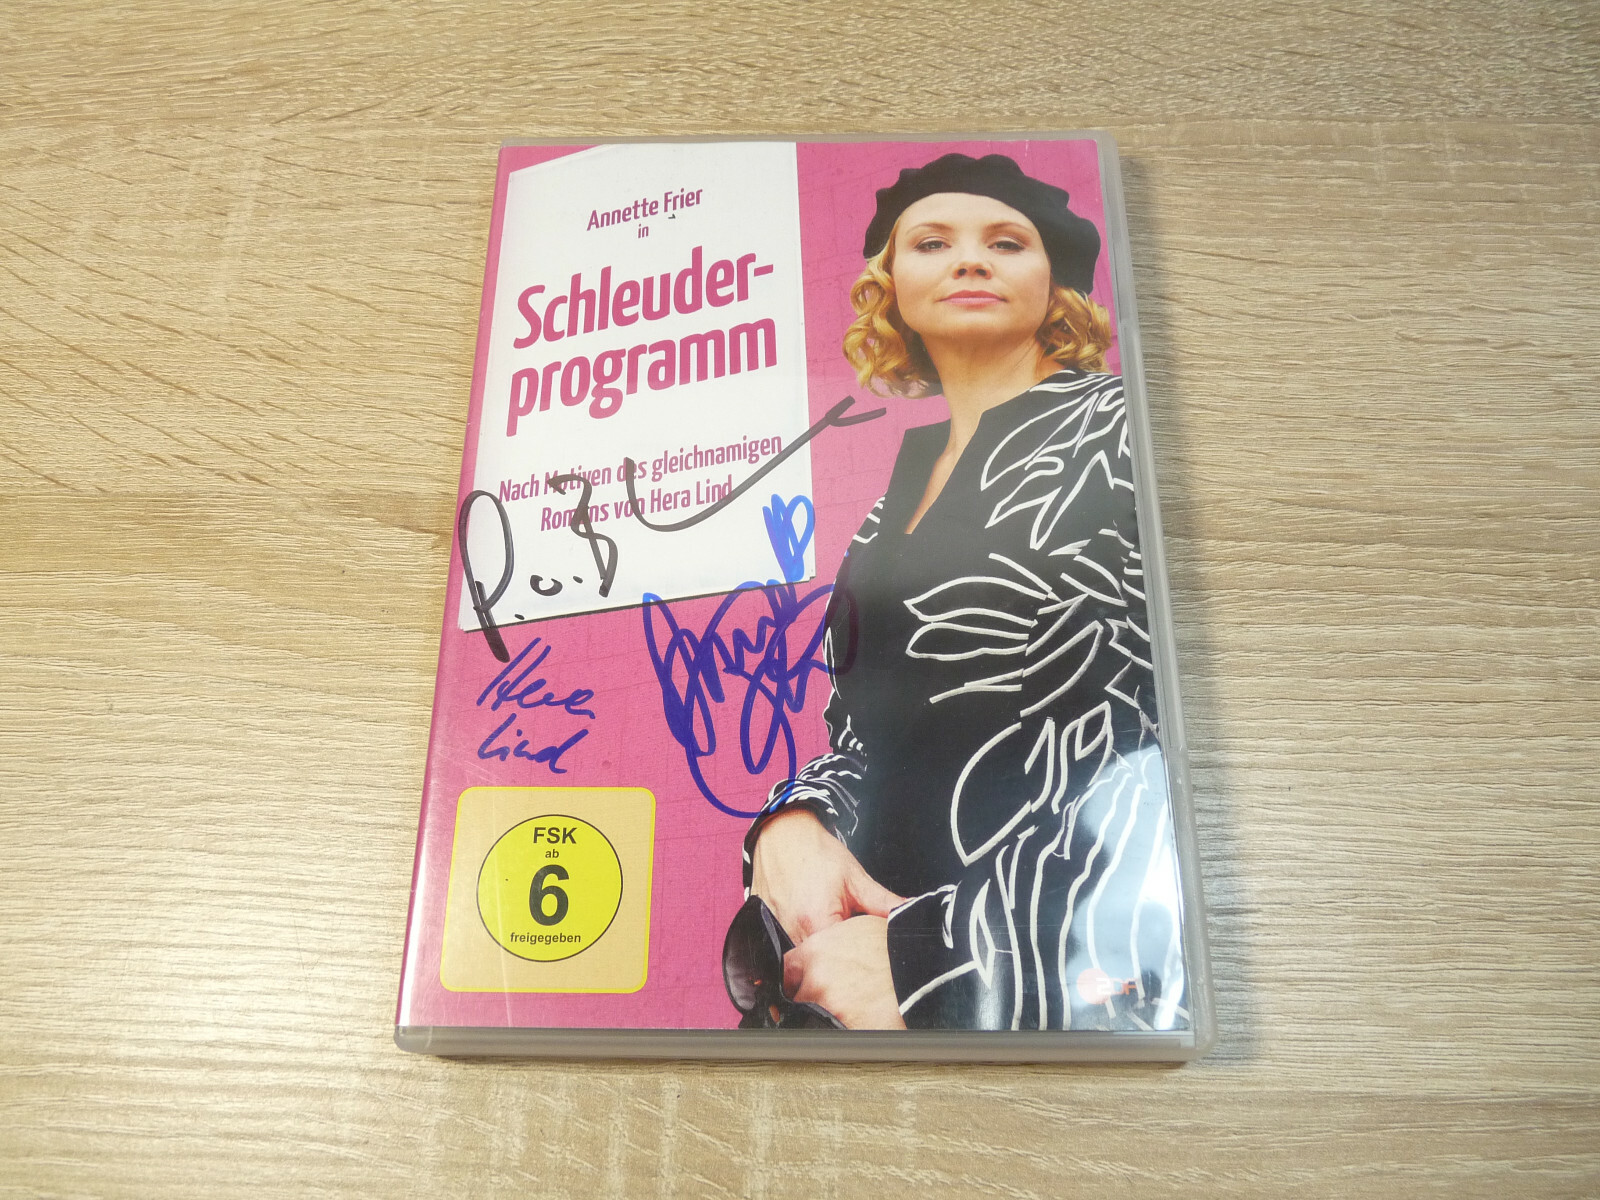 Annette Frier
in
Schleuder-
programm
Nach Motiven des gleichnamigen
Romans von Hera Lind
Hera
Lind
FSK
ab
6
freigegeben
ZDF